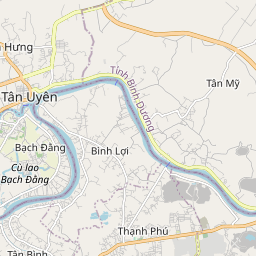 Hưng
Tỉnh Bình Dương
Tân Mỹ
Tân Uyên
Bạch Đằng
Bình Lợi
Cù lao
Bạch Đằng
Thạnh Phú
Tân Bình